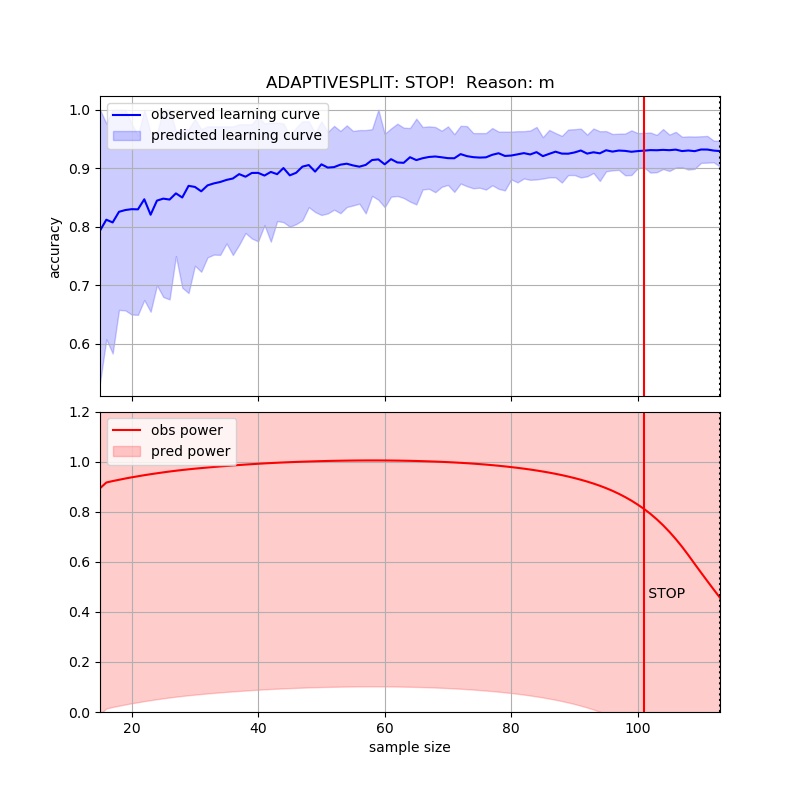 ADAPTIVESPLIT: STOP!  Reason: m
observed learning curve
predicted learning curve
1.0
0.9
0.8
0.7
0.6
accuracy
obs power
pred power
1.2
1.0
0.8
0.6
0.4
0.2
0.0
STOP
20 40 60 80 100
sample size